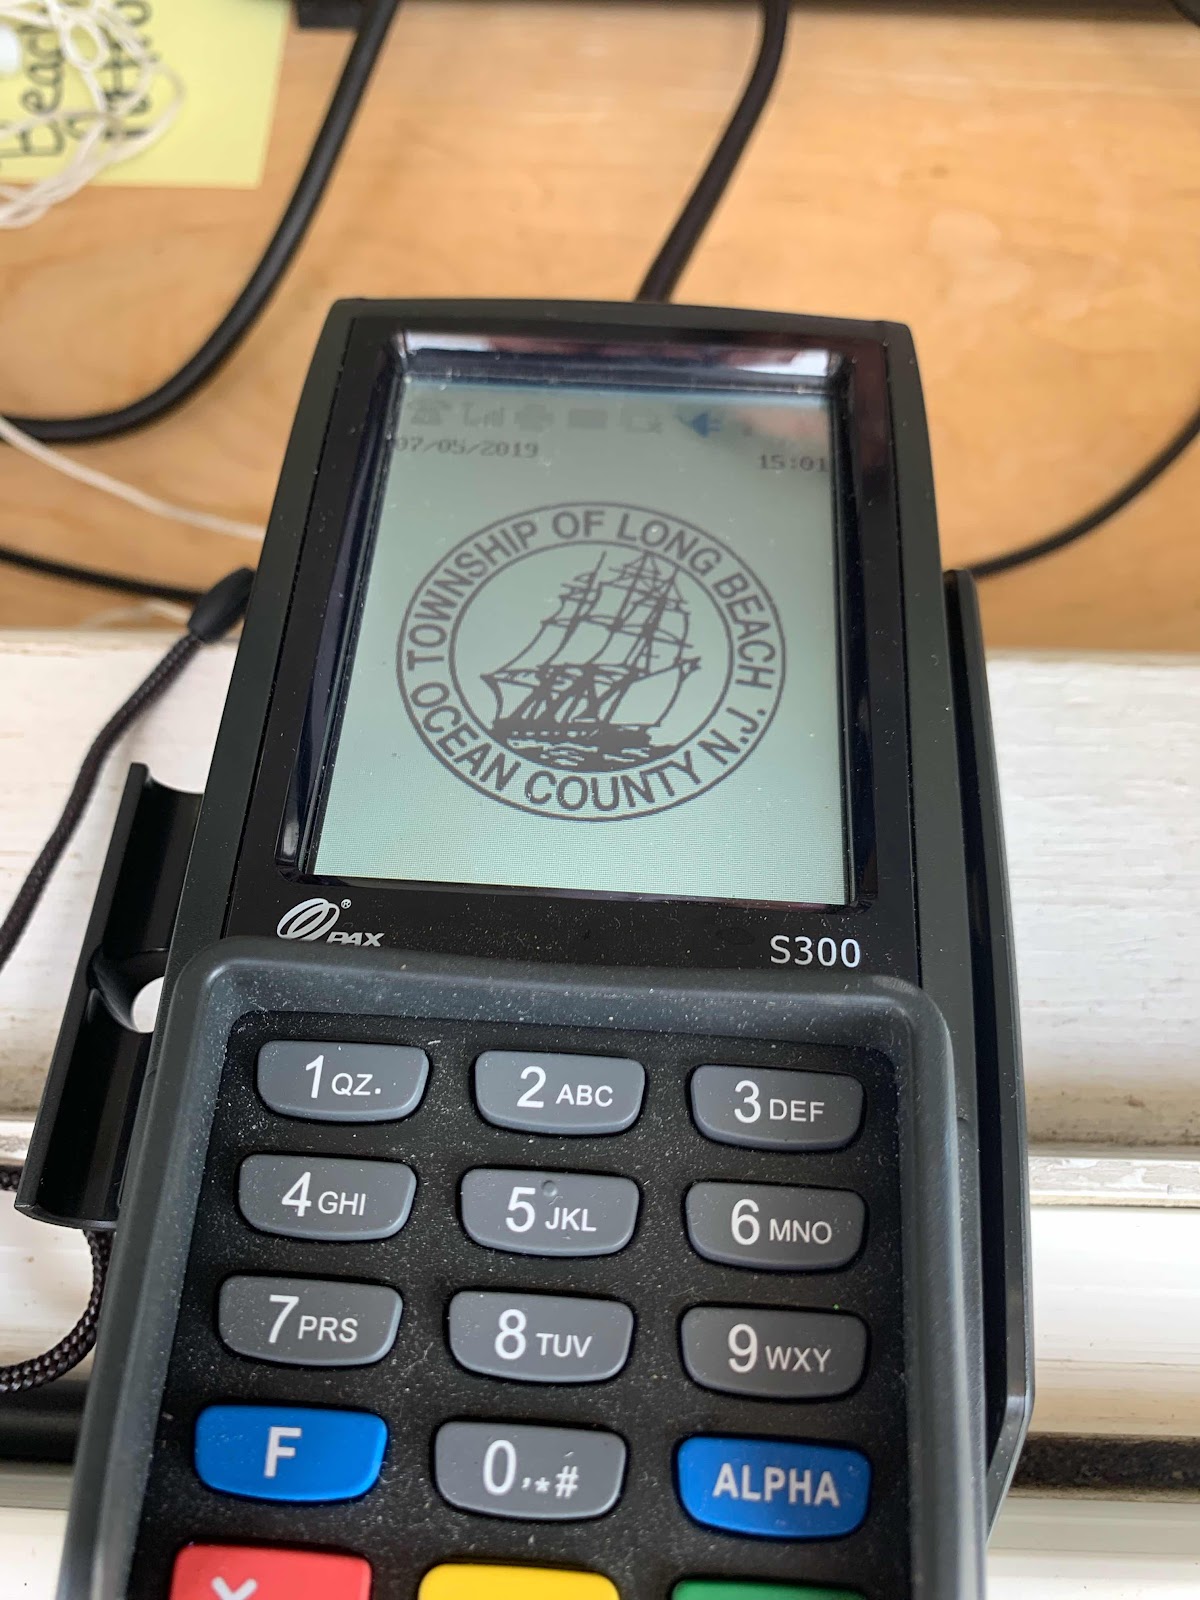 Beach
07/05/2019 15:01
TOWNSHIP OF LONG BEACH
OCEAN COUNTY N.J.
PAX® S300
1 QZ. 2 ABC 3 DEF
4 GHI 5 JKL 6 MNO
7 PRS 8 TUV 9 WXY
F 0,*# ALPHA
X